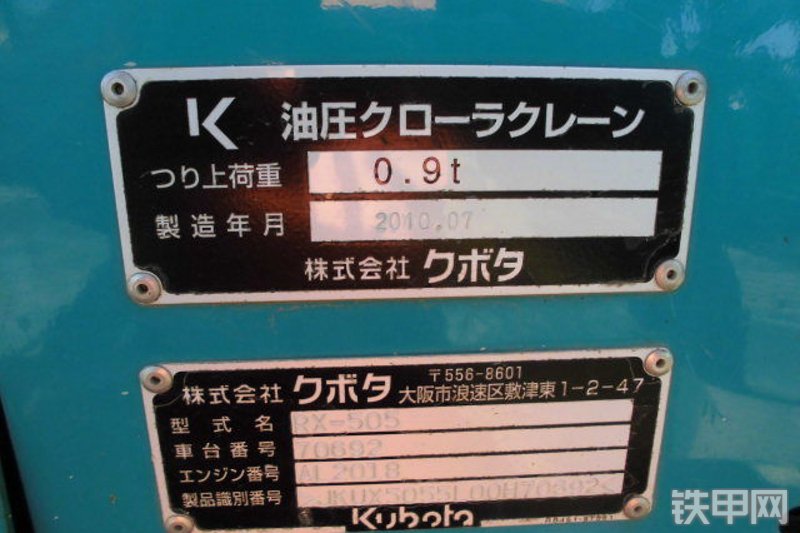 K 油圧クローラクレーン
つり上荷重 0.9t
製造年月 2010.07
株式会社 クボタ
株式会社 クボタ 〒556-8601
大阪市浪速区敷津東1-2-47
型式名 RX-505
車台番号 70692
エンジン番号 AL2018
製品識別番号
Kubota
铁甲网